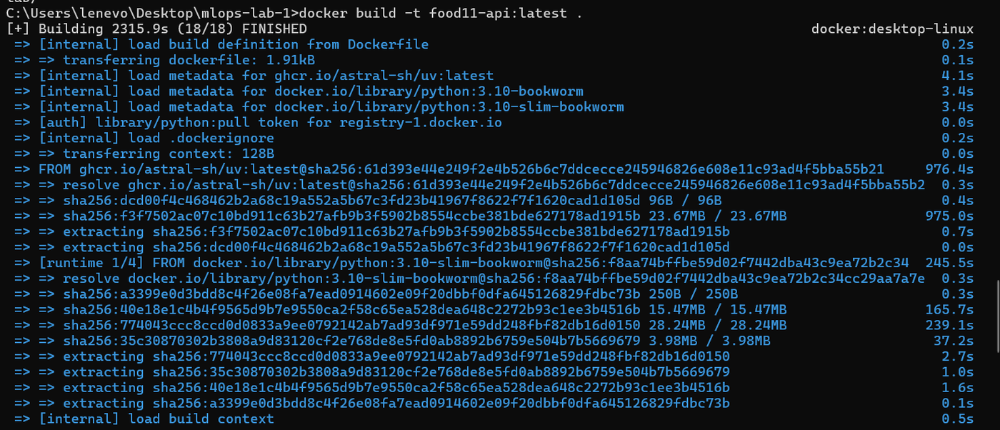 C:\Users\lenevo\Desktop\mlops-lab-1>docker build -t food11-api:latest .
[+] Building 2315.9s (18/18) FINISHED docker:desktop-linux
=> [internal] load build definition from Dockerfile 0.2s
=> => transferring dockerfile: 1.91kB 0.1s
=> [internal] load metadata for ghcr.io/astral-sh/uv:latest 4.1s
=> [internal] load metadata for docker.io/library/python:3.10-bookworm 3.4s
=> [internal] load metadata for docker.io/library/python:3.10-slim-bookworm 3.4s
=> [auth] library/python:pull token for registry-1.docker.io 0.0s
=> [internal] load .dockerignore 0.2s
=> => transferring context: 128B 0.0s
=> FROM ghcr.io/astral-sh/uv:latest@sha256:61d393e44e249f2e4b526b6c7ddcecce245946826e608e11c93ad4f5bba55b21 976.4s
=> => resolve ghcr.io/astral-sh/uv:latest@sha256:61d393e44e249f2e4b526b6c7ddcecce245946826e608e11c93ad4f5bba55b2 0.3s
=> => sha256:dcd00f4c468462b2a68c19a552a5b67c3fd23b41967f8622f7f1620cad1d105d 96B / 96B 0.4s
=> => sha256:f3f7502ac07c10bd911c63b27afb9b3f5902b8554ccbe381bde627178ad1915b 23.67MB / 23.67MB 975.0s
=> => extracting sha256:f3f7502ac07c10bd911c63b27afb9b3f5902b8554ccbe381bde627178ad1915b 0.7s
=> => extracting sha256:dcd00f4c468462b2a68c19a552a5b67c3fd23b41967f8622f7f1620cad1d105d 0.0s
=> [runtime 1/4] FROM docker.io/library/python:3.10-slim-bookworm@sha256:f8aa74bffbe59d02f7442dba43c9ea72b2c34 245.5s
=> => resolve docker.io/library/python:3.10-slim-bookworm@sha256:f8aa74bffbe59d02f7442dba43c9ea72b2c34cc29aa7a7e 0.3s
=> => sha256:a3399e0d3bdd8c4f26e08fa7ead0914602e09f20dbbf0dfa645126829fdbc73b 250B / 250B 0.3s
=> => sha256:40e18e1c4b4f9565d9b7e9550ca2f58c65ea528dea648c2272b93c1ee3b4516b 15.47MB / 15.47MB 165.7s
=> => sha256:774043ccc8ccd0d0833a9ee0792142ab7ad93df971e59dd248fbf82db16d0150 28.24MB / 28.24MB 239.1s
=> => sha256:35c30870302b3808a9d83120cf2e768de8e5fd0ab8892b6759e504b7b5669679 3.98MB / 3.98MB 37.2s
=> => extracting sha256:774043ccc8ccd0d0833a9ee0792142ab7ad93df971e59dd248fbf82db16d0150 2.7s
=> => extracting sha256:35c30870302b3808a9d83120cf2e768de8e5fd0ab8892b6759e504b7b5669679 1.0s
=> => extracting sha256:40e18e1c4b4f9565d9b7e9550ca2f58c65ea528dea648c2272b93c1ee3b4516b 1.6s
=> => extracting sha256:a3399e0d3bdd8c4f26e08fa7ead0914602e09f20dbbf0dfa645126829fdbc73b 0.1s
=> [internal] load build context 0.5s